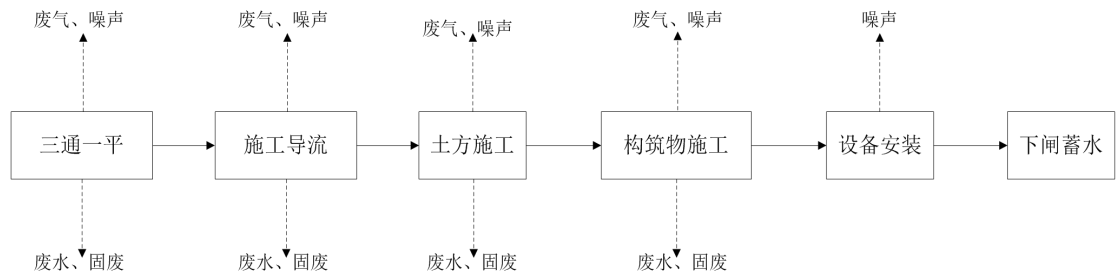 废气、噪声
废气、噪声
废气、噪声
废气、噪声
噪声
三通一平
施工导流
土方施工
构筑物施工
设备安装
下闸蓄水
废水、固废
废水、固废
废水、固废
废水、固废